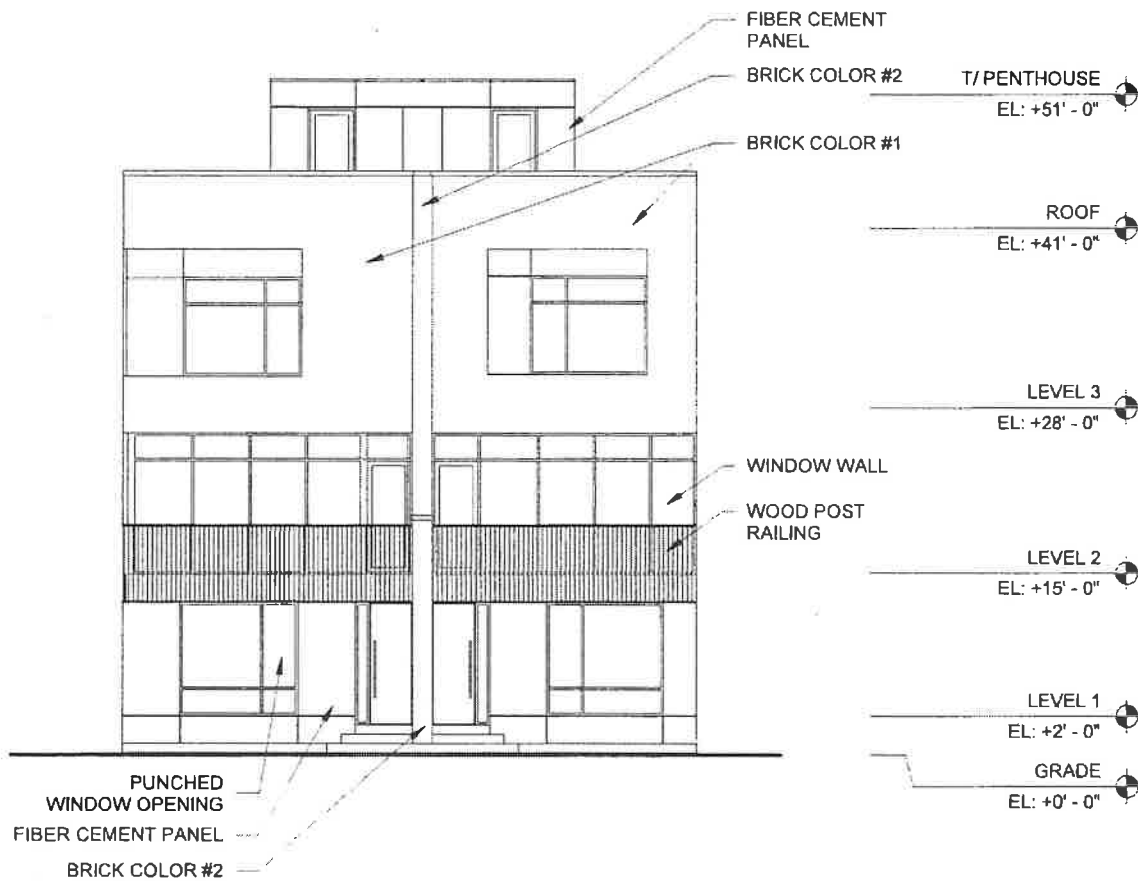 FIBER CEMENT
PANEL
BRICK COLOR #2
T/ PENTHOUSE
EL: +51' - 0"
BRICK COLOR #1
ROOF
EL: +41' - 0"
LEVEL 3
EL: +28' - 0"
WINDOW WALL
WOOD POST
RAILING
LEVEL 2
EL: +15' - 0"
LEVEL 1
EL: +2' - 0"
GRADE
EL: +0' - 0"
PUNCHED
WINDOW OPENING
FIBER CEMENT PANEL
BRICK COLOR #2